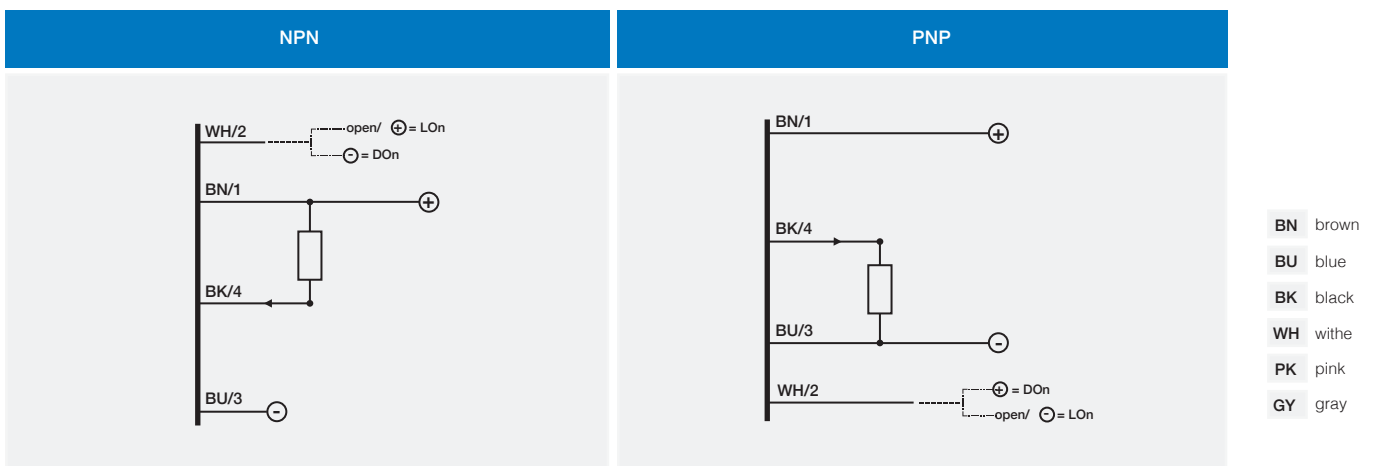 NPN
WH/2
open/ + = LOn
- = DOn
BN/1
+
BK/4
BU/3
-
PNP
BN/1
+
BK/4
BU/3
-
WH/2
+ = DOn
open/ - = LOn
BN brown
BU blue
BK black
WH withe
PK pink
GY gray